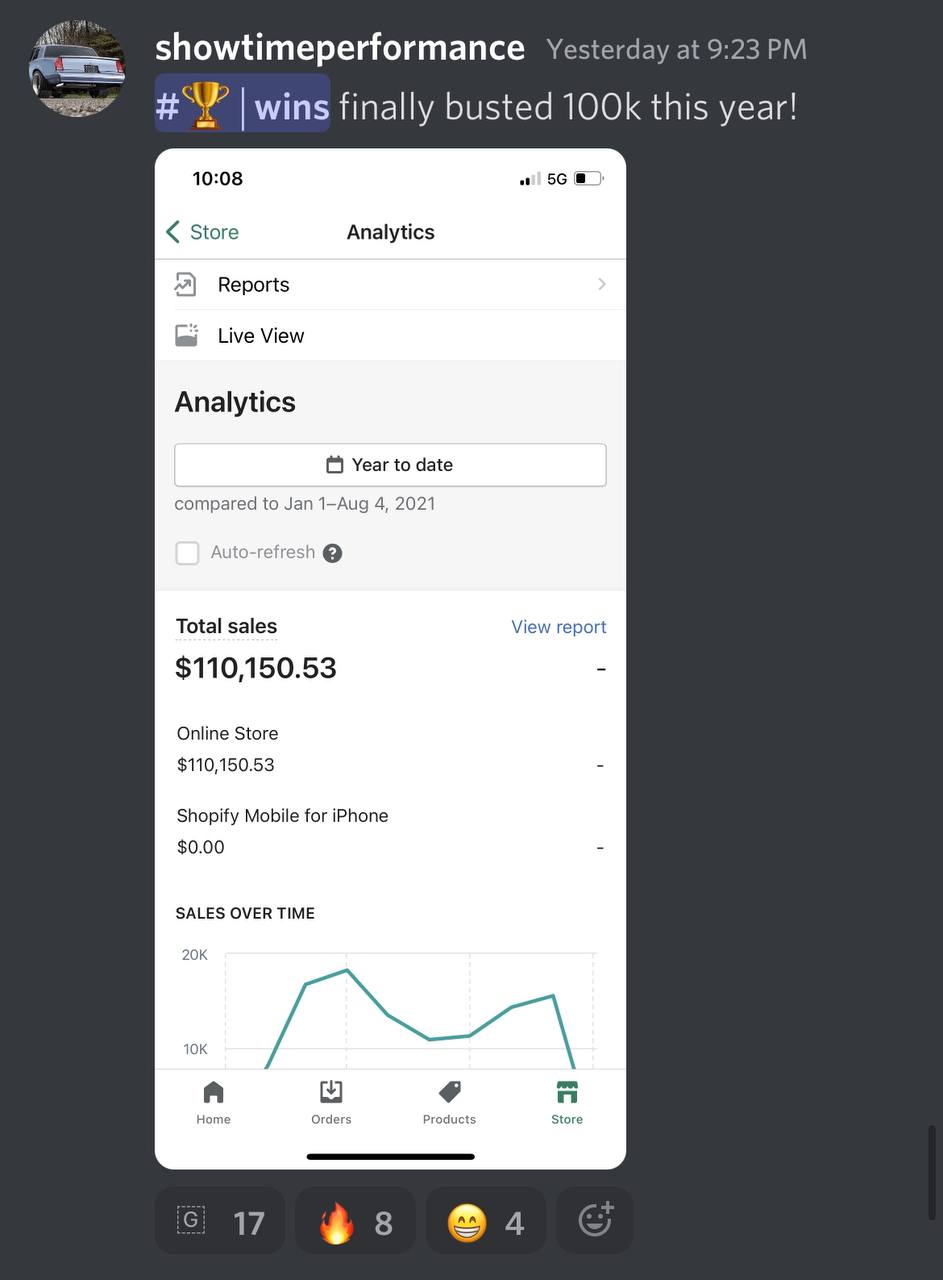 showtimeperformance Yesterday at 9:23 PM
#🏆 | wins finally busted 100k this year!
10:08 5G
Store Analytics
Reports
Live View
Analytics
Year to date
compared to Jan 1–Aug 4, 2021
Auto-refresh ?
Total sales View report
$110,150.53 -
Online Store
$110,150.53 -
Shopify Mobile for iPhone
$0.00 -
SALES OVER TIME
20K
10K
Home Orders Products Store
G 17 🔥 8 😁 4